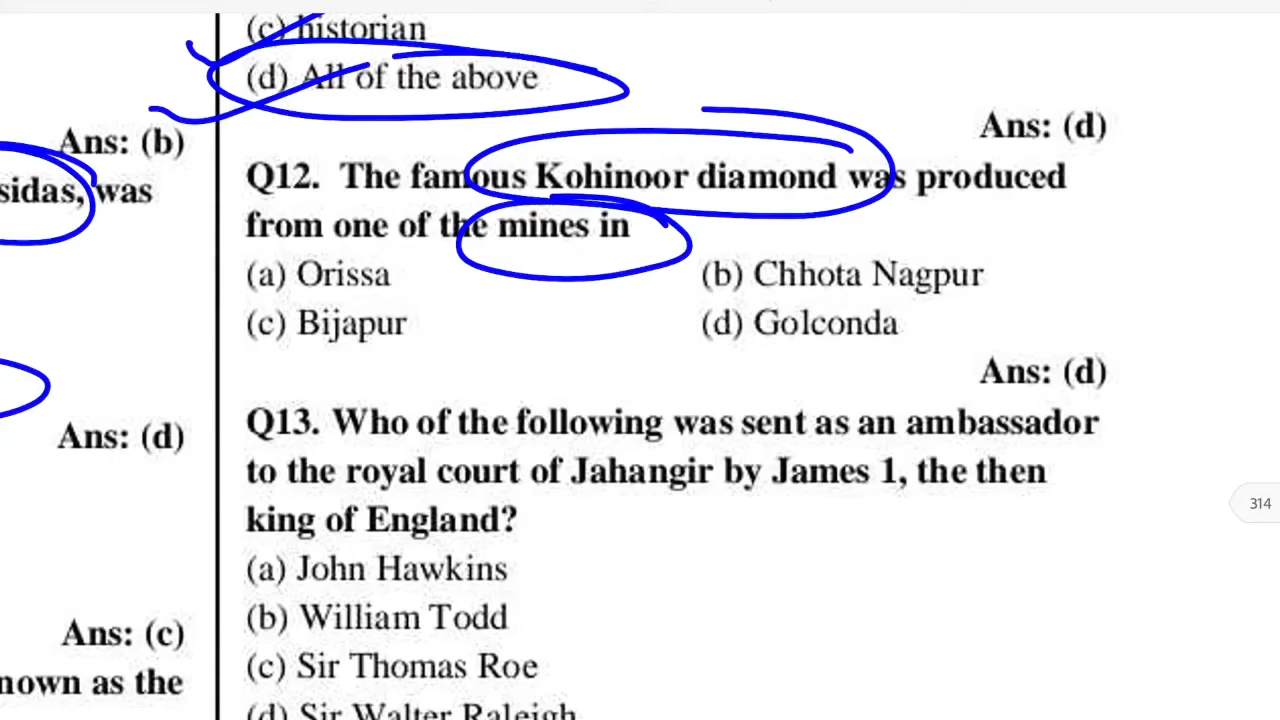 Ans: (b)
sidas, was
Ans: (d)
Ans: (c)
nown as the
(c) historian
(d) All of the above
Ans: (d)
Q12. The famous Kohinoor diamond was produced
from one of the mines in
(a) Orissa (b) Chhota Nagpur
(c) Bijapur (d) Golconda
Ans: (d)
Q13. Who of the following was sent as an ambassador
to the royal court of Jahangir by James 1, the then
king of England?
(a) John Hawkins
(b) William Todd
(c) Sir Thomas Roe
(d) Sir Walter Raleigh
314